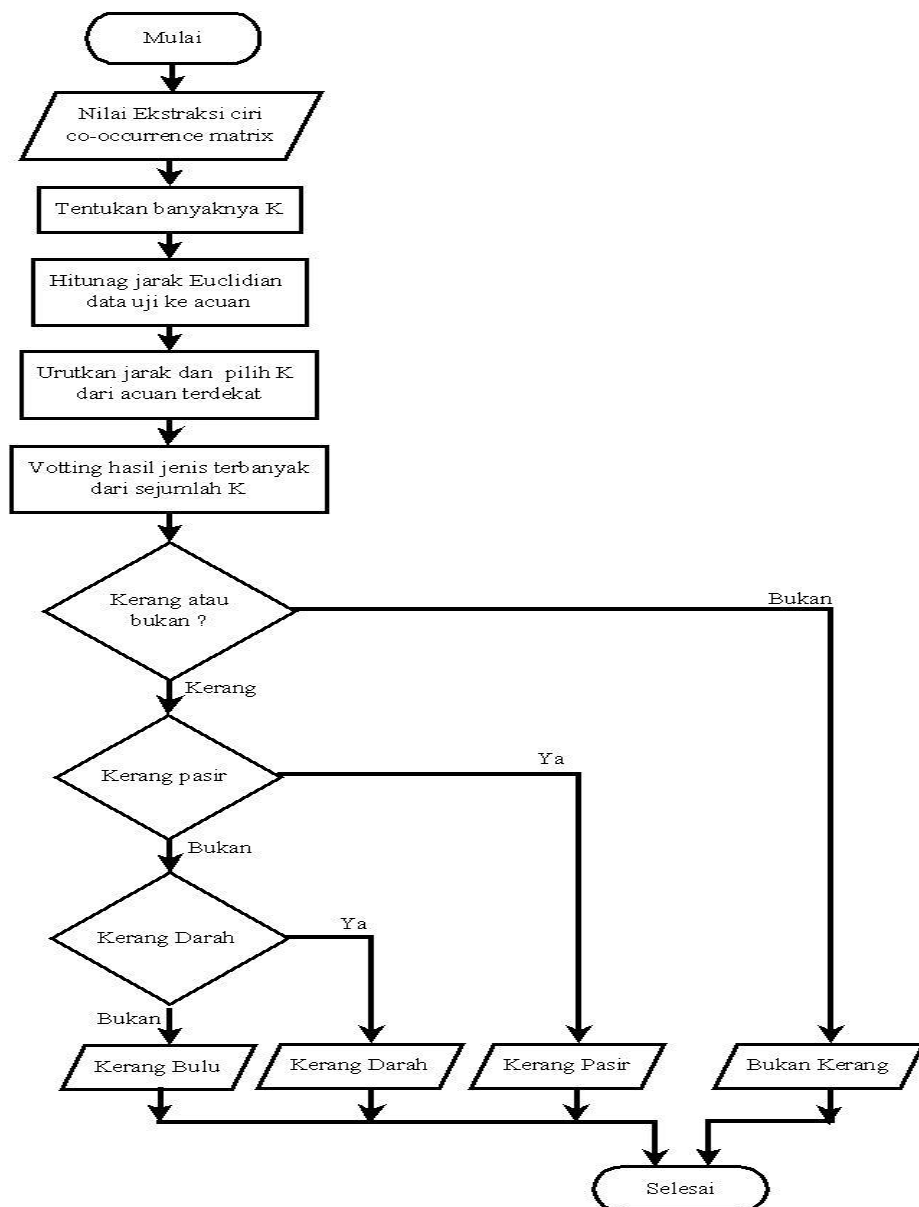 Mulai
Nilai Ekstraksi ciri
co-occurrence matrix
Tentukan banyaknya K
Hitunag jarak Euclidian
data uji ke acuan
Urutkan jarak dan pilih K
dari acuan terdekat
Votting hasil jenis terbanyak
dari sejumlah K
Kerang atau
bukan ?
Bukan
Kerang
Kerang pasir
Ya
Bukan
Kerang Darah
Ya
Bukan
Kerang Bulu
Kerang Darah
Kerang Pasir
Bukan Kerang
Selesai